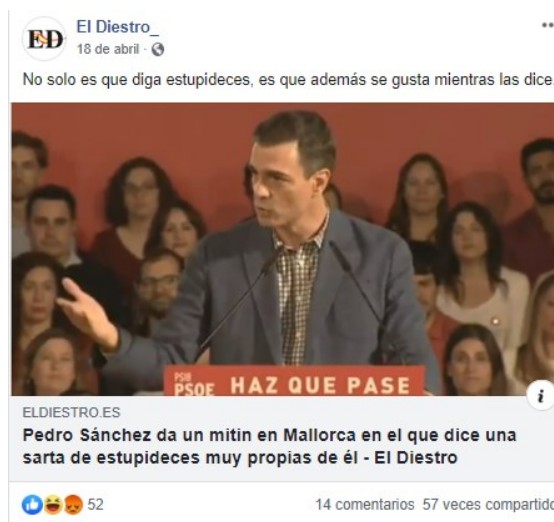 ED
El Diestro_
18 de abril ·
No solo es que diga estupideces, es que además se gusta mientras las dice.
PSIB
PSOE HAZ QUE PASE
i
ELDIESTRO.ES
Pedro Sánchez da un mitin en Mallorca en el que dice una
sarta de estupideces muy propias de él - El Diestro
52
14 comentarios 57 veces compartido